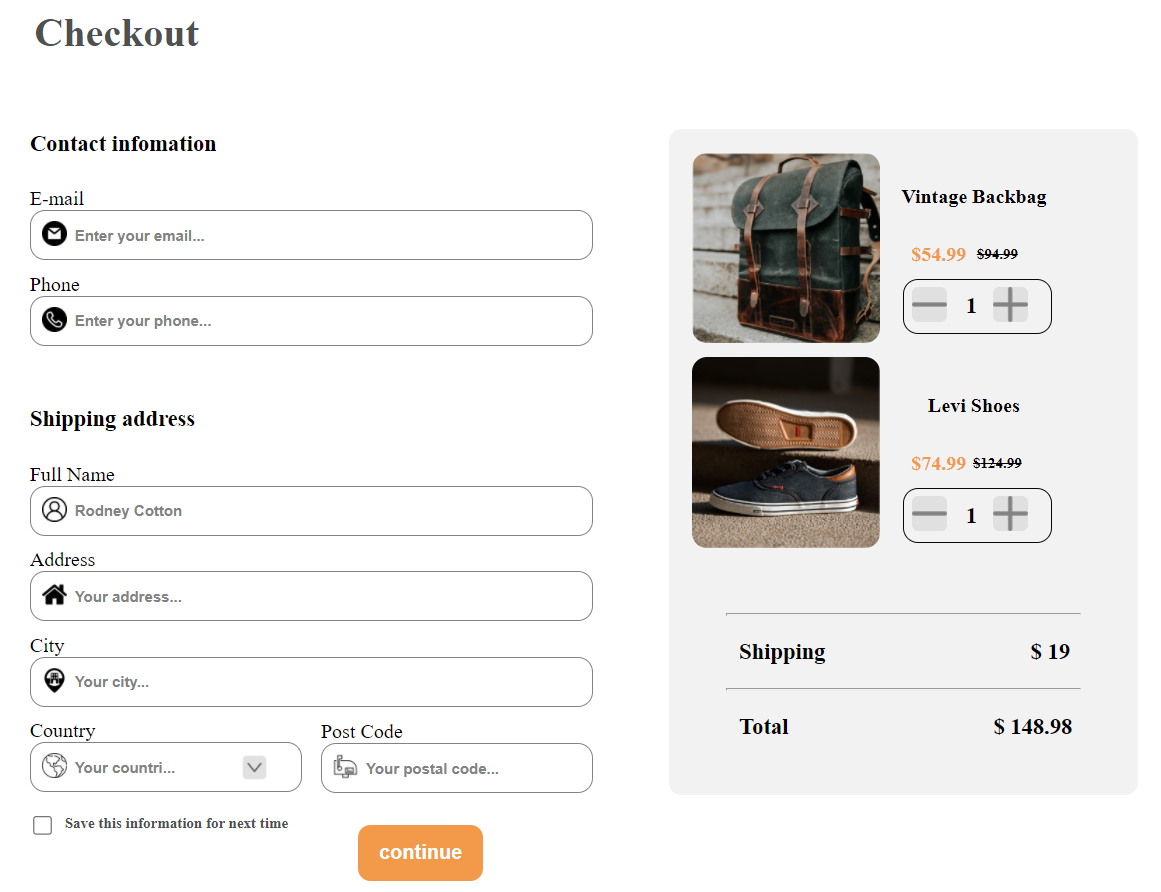 Checkout
Contact infomation
E-mail
Enter your email...
Phone
Enter your phone...
Shipping address
Full Name
Rodney Cotton
Address
Your address...
City
Your city...
Country
Post Code
Your countri...
Your postal code...
Save this information for next time
continue
Vintage Backbag
$54.99 $94.99
1
Levi Shoes
$74.99 $124.99
1
Shipping $ 19
Total $ 148.98